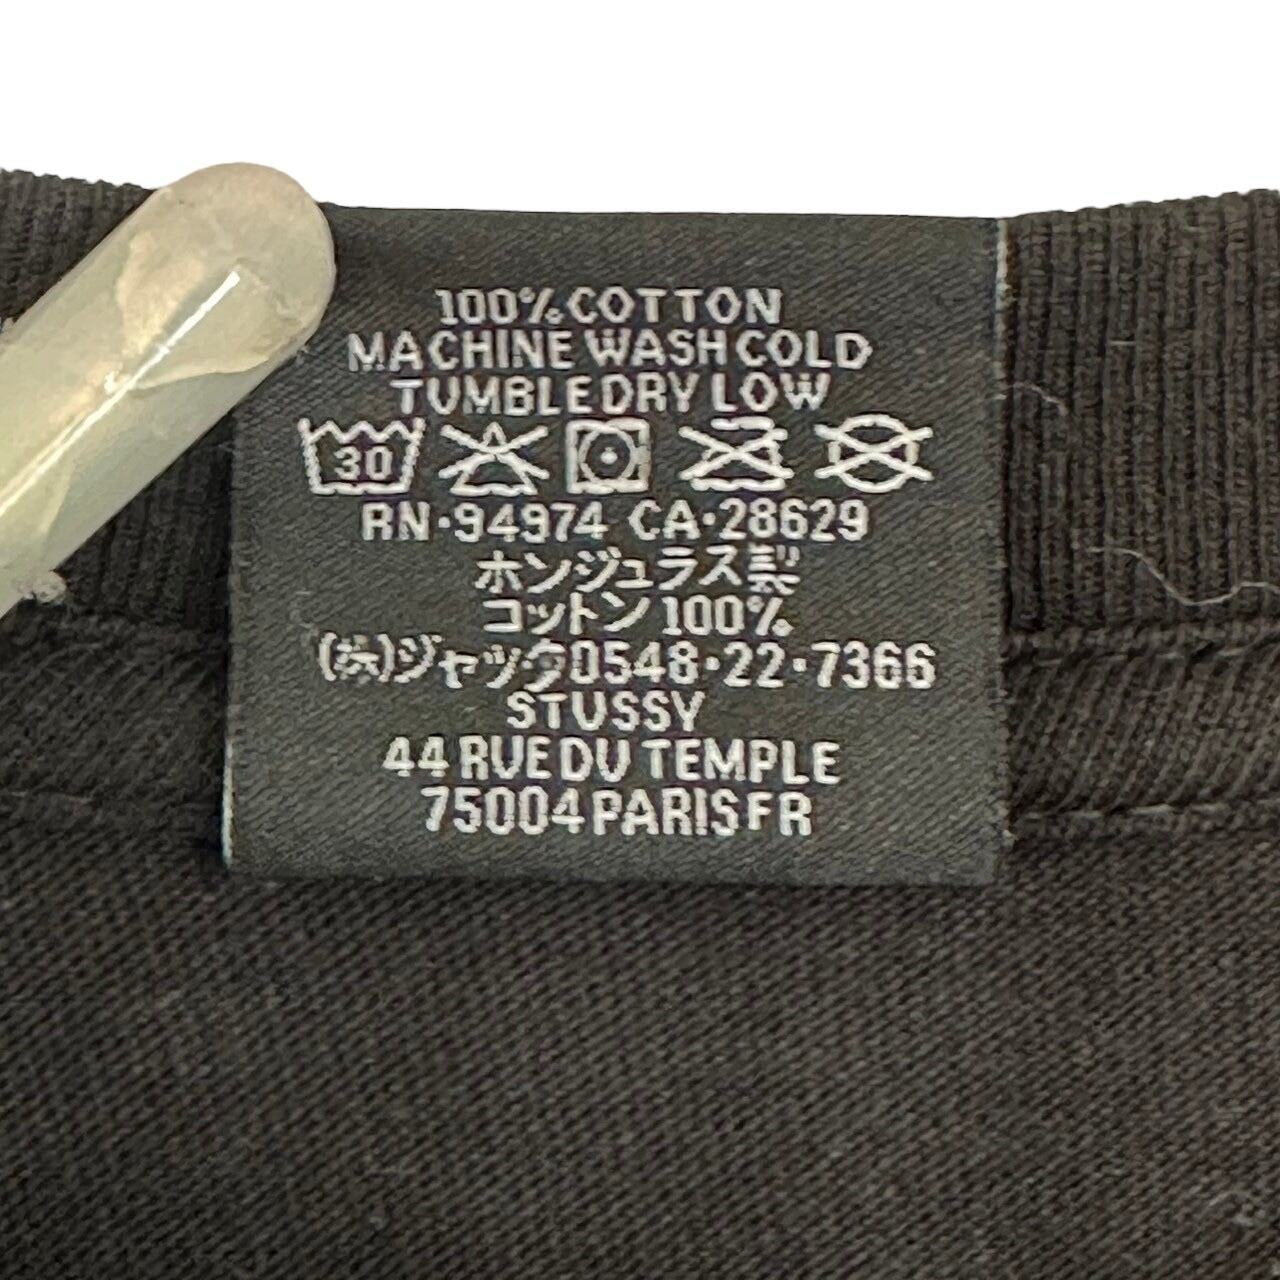 100% COTTON
MACHINE WASH COLD
TUMBLE DRY LOW
30
RN·94974 CA·28629
ホンジュラス製
コットン 100%
(株)ジャック0548·22·7366
STUSSY
44 RUE DU TEMPLE
75004 PARIS FR